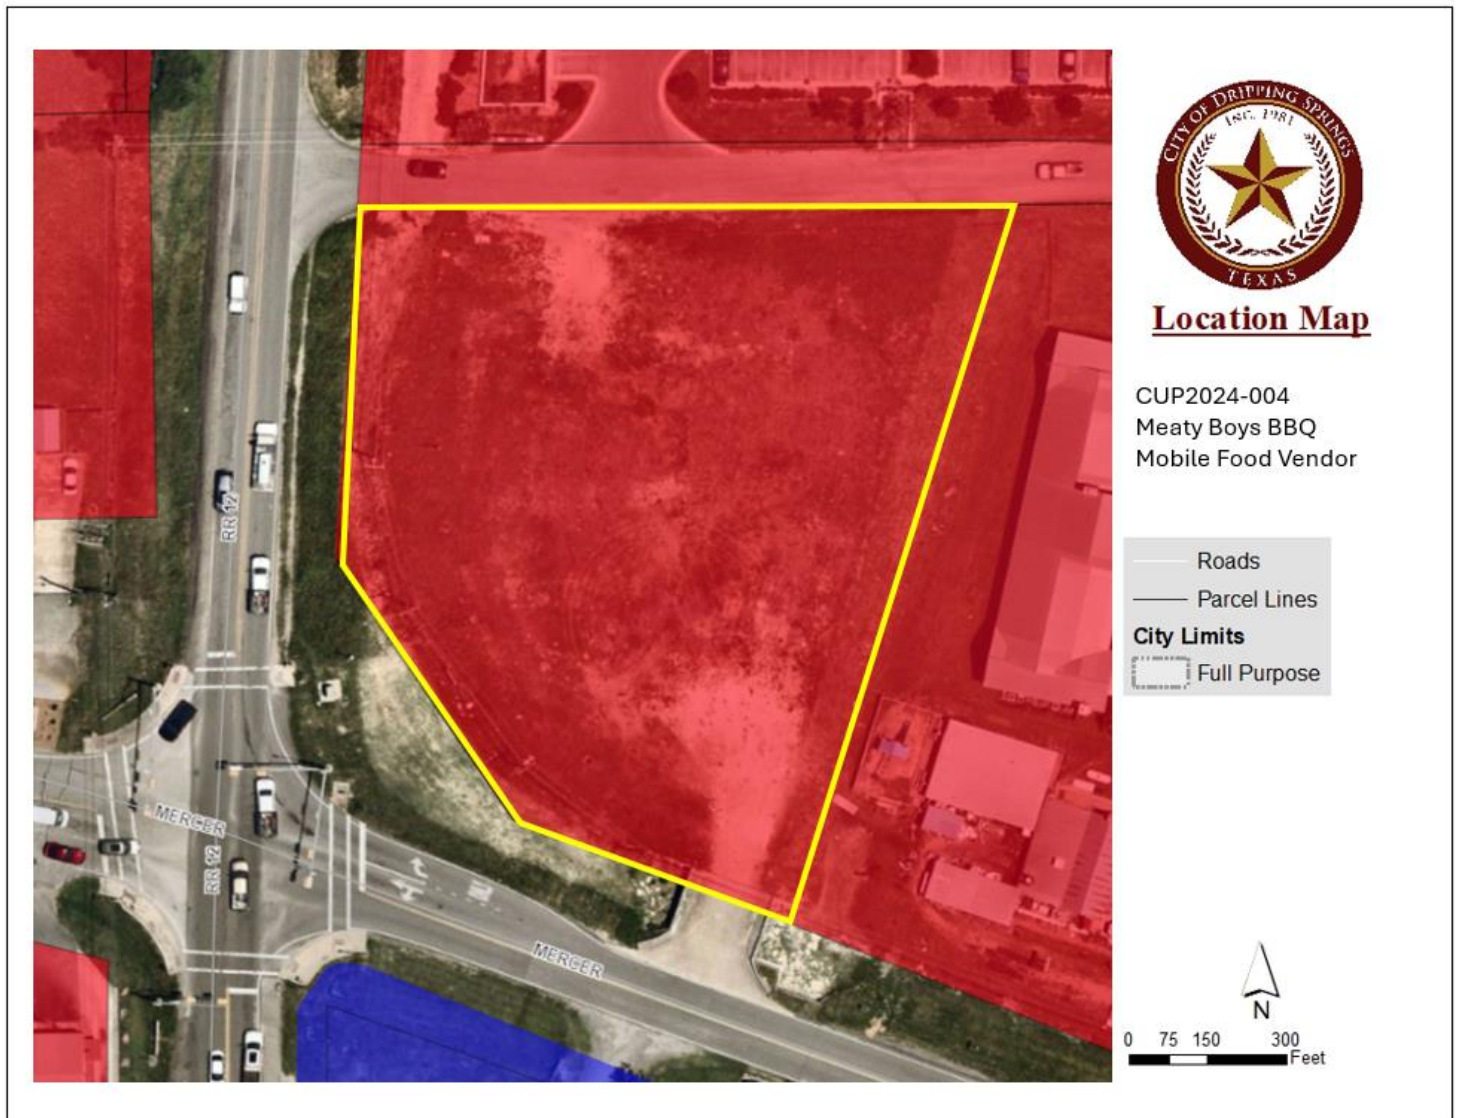 CITY OF DRIPPING SPRINGS
INC. 1981
TEXAS
Location Map
CUP2024-004
Meaty Boys BBQ
Mobile Food Vendor
Roads
Parcel Lines
City Limits
Full Purpose
RR 12
MERCER
RR 12
MERCER
N
0 75 150 300
Feet